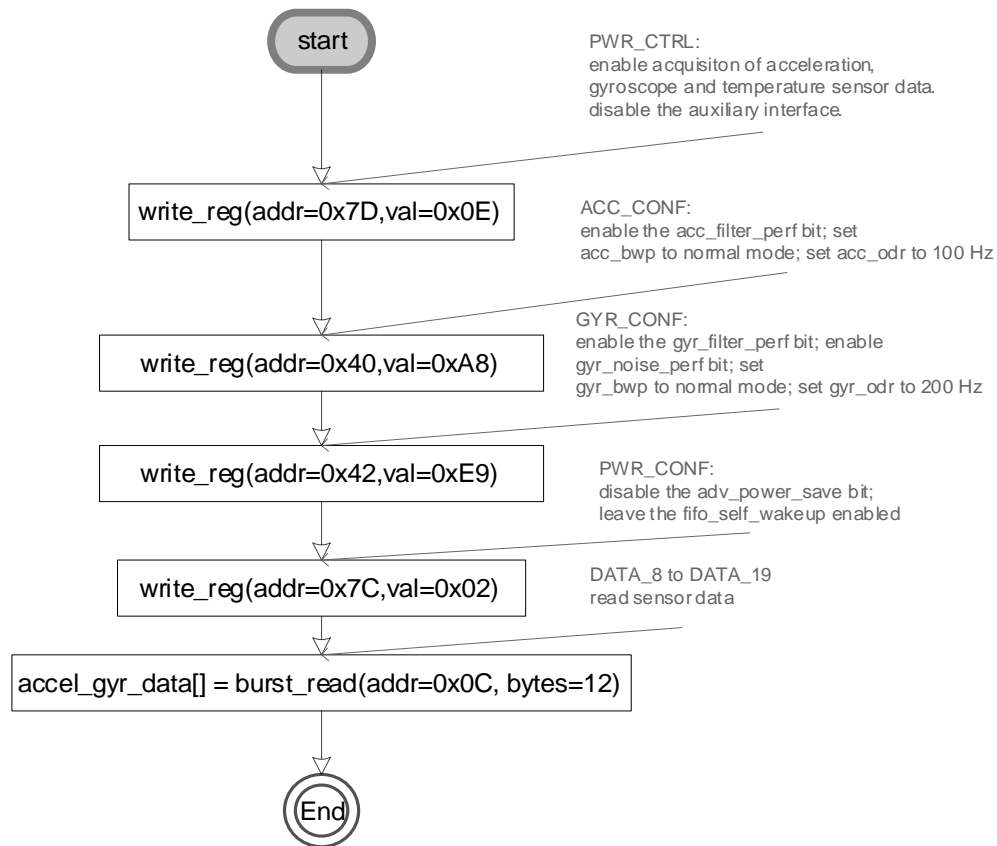 start
PWR_CTRL:
enable acquisiton of acceleration,
gyroscope and temperature sensor data.
disable the auxiliary interface.
write_reg(addr=0x7D,val=0x0E)
ACC_CONF:
enable the acc_filter_perf bit; set
acc_bwp to normal mode; set acc_odr to 100 Hz
write_reg(addr=0x40,val=0xA8)
GYR_CONF:
enable the gyr_filter_perf bit; enable
gyr_noise_perf bit; set
gyr_bwp to normal mode; set gyr_odr to 200 Hz
write_reg(addr=0x42,val=0xE9)
PWR_CONF:
disable the adv_power_save bit;
leave the fifo_self_wakeup enabled
write_reg(addr=0x7C,val=0x02)
DATA_8 to DATA_19
read sensor data
accel_gyr_data[] = burst_read(addr=0x0C, bytes=12)
End